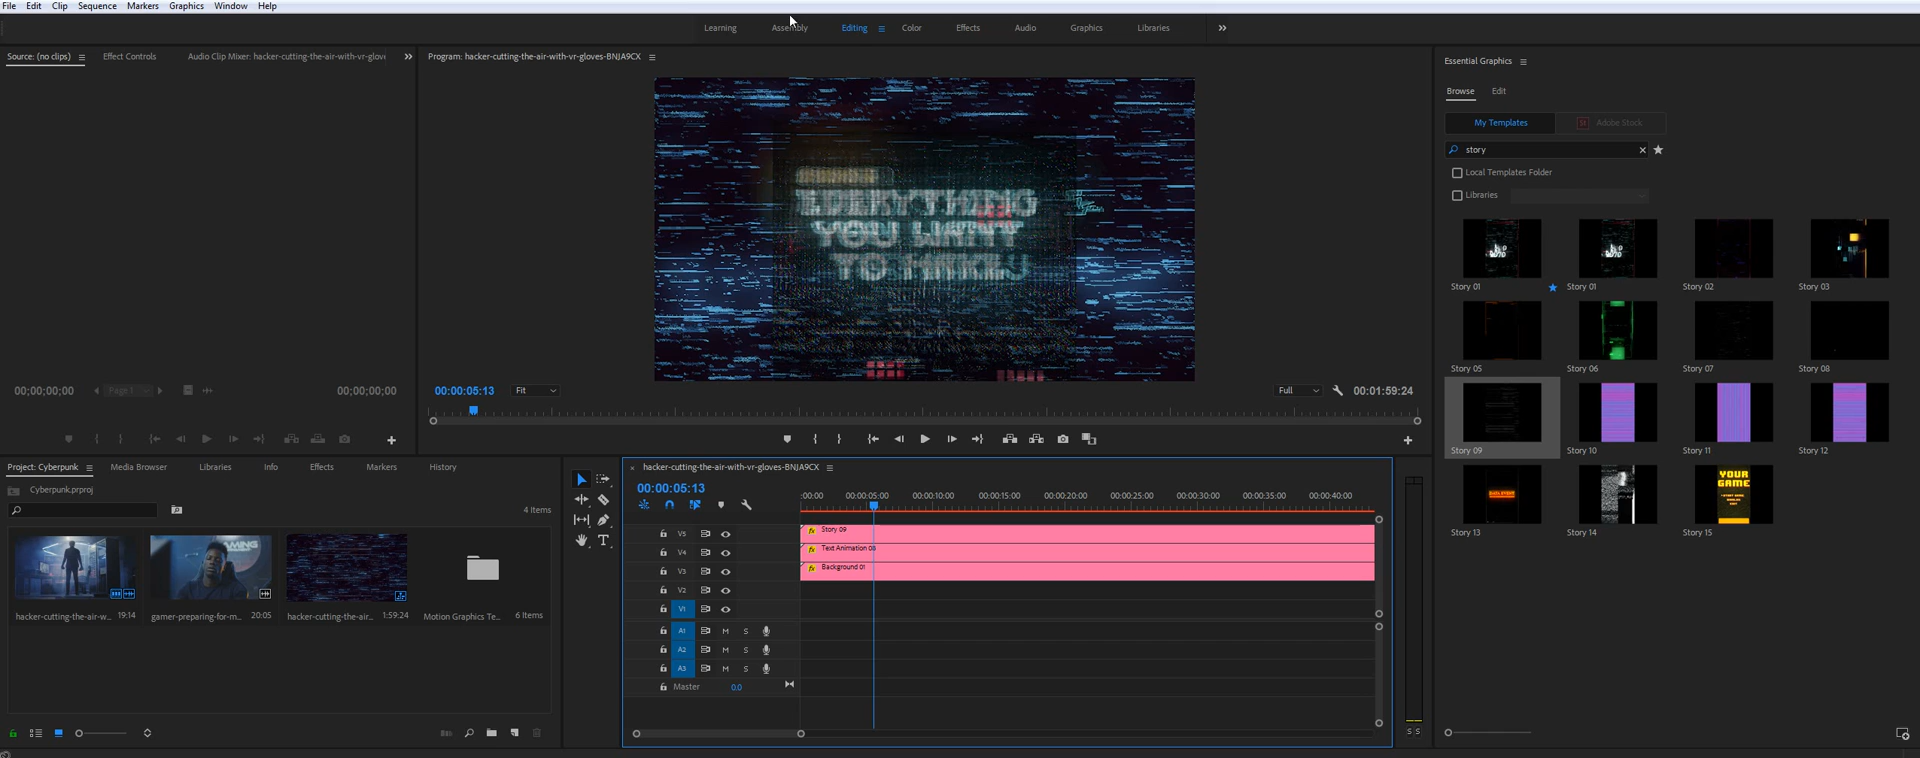 File Edit Clip Sequence Markers Graphics Window Help
Learning Assembly Editing Color Effects Audio Graphics Libraries
Source: (no clips) Effect Controls Audio Clip Mixer: hacker-cutting-the-air-with-vr-glove
Program: hacker-cutting-the-air-with-vr-gloves-BNJA9CX
YOU
TO
00;00;00;00 Page 1 00;00;00;00
00:00:05:13 Fit Full 00:01:59:24
Essential Graphics
Browse Edit
My Templates St Adobe Stock
story
Local Templates Folder
Libraries
Story 01 Story 01 Story 02 Story 03
Story 05 Story 06 Story 07 Story 08
Story 09 Story 10 Story 11 Story 12
YOUR
GAME
Story 13 Story 14 Story 15
Project: Cyberpunk Media Browser Libraries Info Effects Markers History
Cyberpunk.prproj
4 Items
hacker-cutting-the-air-w... 19:14 gamer-preparing-for-m... 20:05 hacker-cutting-the-air... 1:59:24 Motion Graphics Te... 6 Items
hacker-cutting-the-air-with-vr-gloves-BNJA9CX
00:00:05:13
:00:00 00:00:05:00 00:00:10:00 00:00:15:00 00:00:20:00 00:00:25:00 00:00:30:00 00:00:35:00 00:00:40:00
V5 fx Story 09
V4 fx Text Animation 08
V3 fx Background 01
V2
V1
A1 M S
A2 M S
A3 M S
Master 0.0
S S